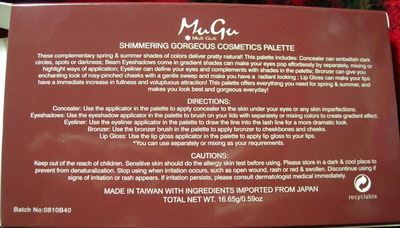 MuGu
Muti Guti
SHIMMERING GORGEOUS COSMETICS PALETTE
These complementary spring & summer shades of colors deliver pretty natural! This palette includes: Concealer can embellish dark
circles, spots or darkness; Beam Eyeshadows come in gradient shades can make your eyes pop effortlessly by separately, mixing or
highlight ways of application; Eyeliner can define your eyes and complements with shades in the palette; Bronzer can give you
enchanting look of rosy-pinched cheeks with a gentle sweep and make you have a radiant looking ; Lip Gloss can make your lips
have a immediate increase in fullness and voluptuous immediately! This palette offers everything you need for spring & summer, and
makes you look best and gorgeous everyday!
DIRECTIONS:
Concealer: Use the applicator in the palette to apply concealer to the skin under your eyes or any skin imperfections.
Eyeshadows: Use the eyeshadow applicator in the palette to brush on your lids with separately or mixing colors to create gradient effect.
Eyeliner: Use the eyeliner applicator in the palette to draw the line into the lash line for a more dramatic look.
Bronzer: Use the bronzer brush in the palette to apply bronzer to cheekbones and cheeks.
Lip Gloss: Use the lip gloss applicator in the palette to apply lip gloss to your lips.
*You can use separately or mixing as your requirements.
CAUTIONS:
Keep out of the reach of children. Sensitive skin should do the allergy skin test before using. Please store in a dark & cool place to
prevent from denaturalization. Stop using when irritation occurs, such as open wound, rash or red & swollen. Discontinue using if
signs of irritation or rash appears. If irritation persists, please consult dermatologist medical immediately.
MADE IN TAIWAN WITH INGREDIENTS IMPORTED FROM JAPAN
TOTAL NET WT. 16.65g/0.59oz
recyclable
Batch No:0810B40